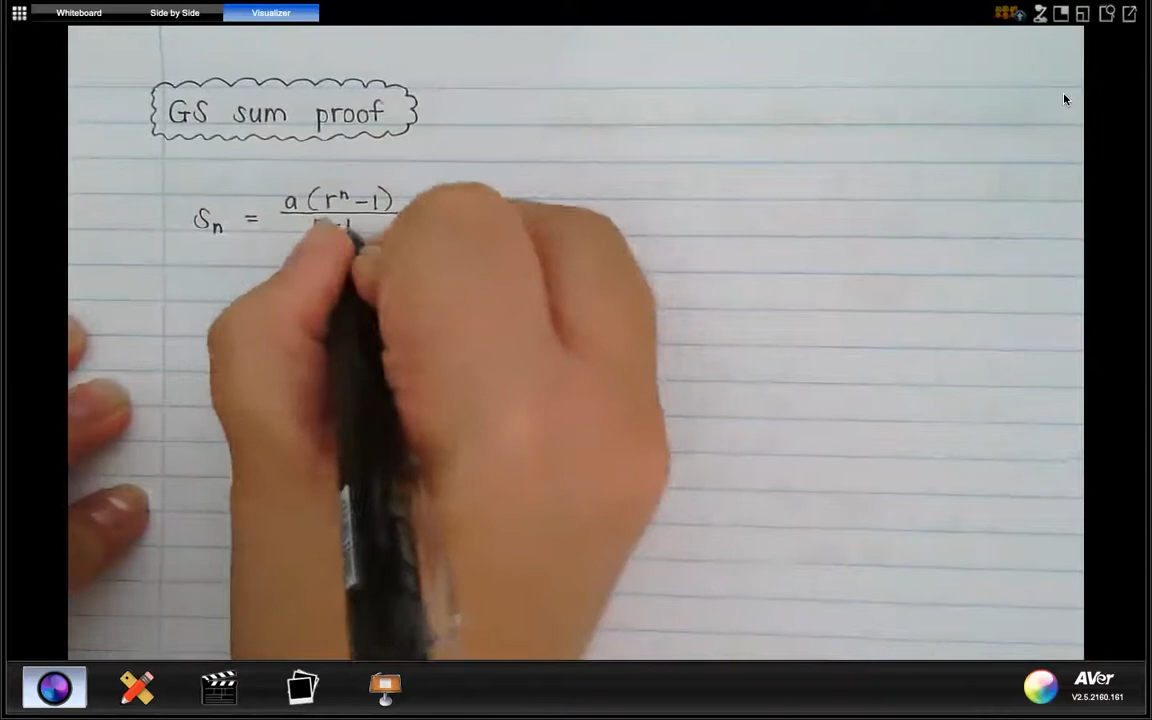 Whiteboard Side by Side Visualizer
GS sum proof
Sₙ = a(rⁿ-1)
AVer
V2.5.2160.161